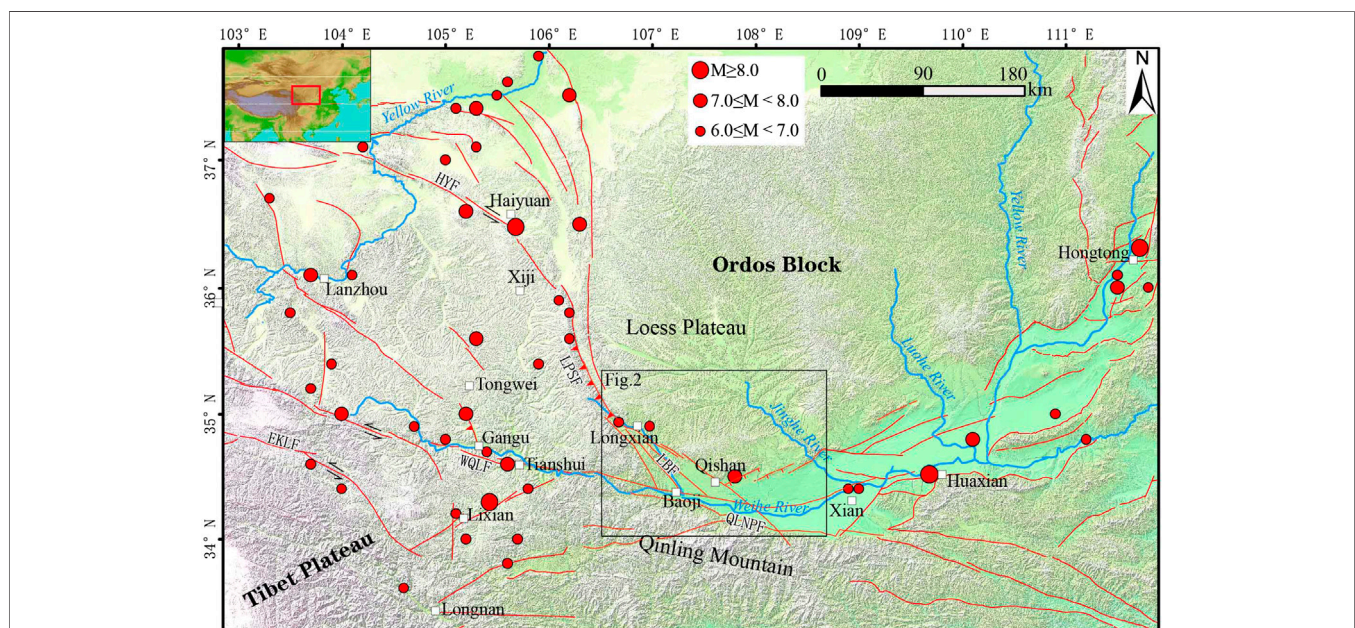 103° E
104° E
105° E
106° E
107° E
108° E
109° E
110° E
111° E
37° N
36° N
35° N
34° N
M≥8.0
7.0≤M < 8.0
6.0≤M < 7.0
0 90 180
km
N
Yellow River
HYF
Haiyuan
Xiji
Lanzhou
Ordos Block
Loess Plateau
Yellow River
Hongtong
Luohe River
LPSF
Fig.2
Tongwei
Jinghe River
Longxian
Gangu
EKLF
WQLF
Tianshui
LBF
Qishan
Huaxian
Baoji
Weihe River
Xian
Lixian
QLNPF
Qinling Mountain
Tibet Plateau
Longnan